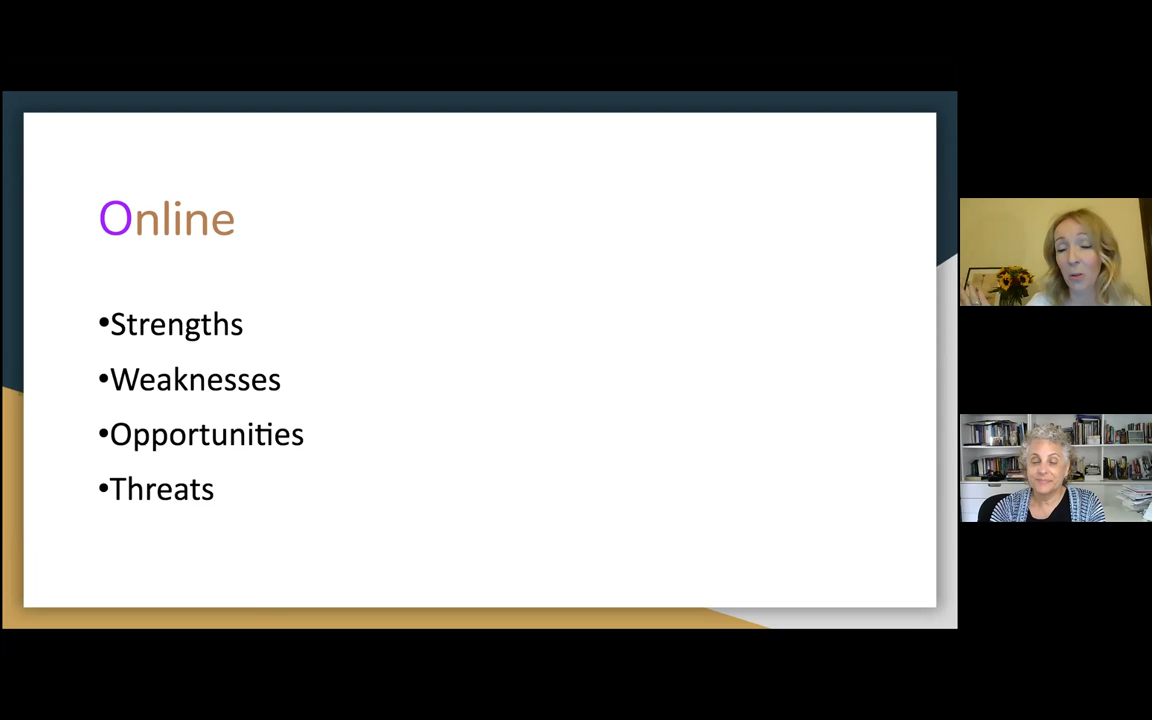 Online
•Strengths
•Weaknesses
•Opportunities
•Threats